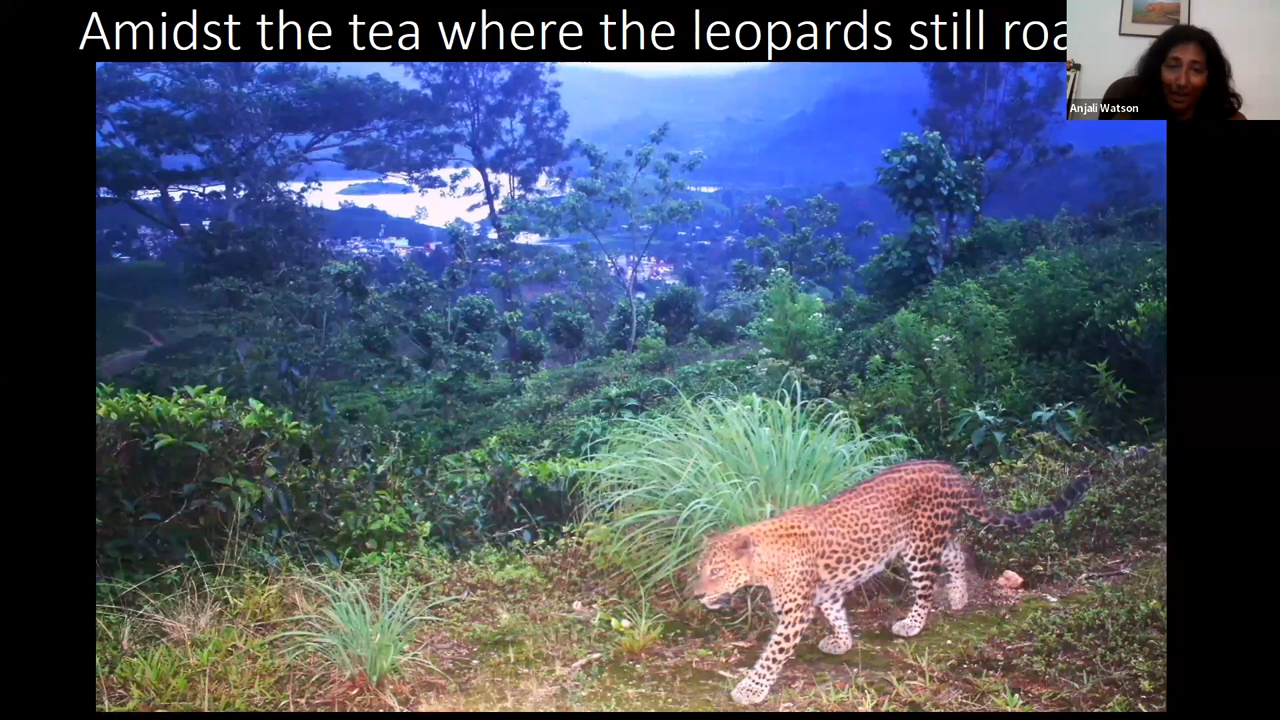 Amidst the tea where the leopards still roa
Anjali Watson